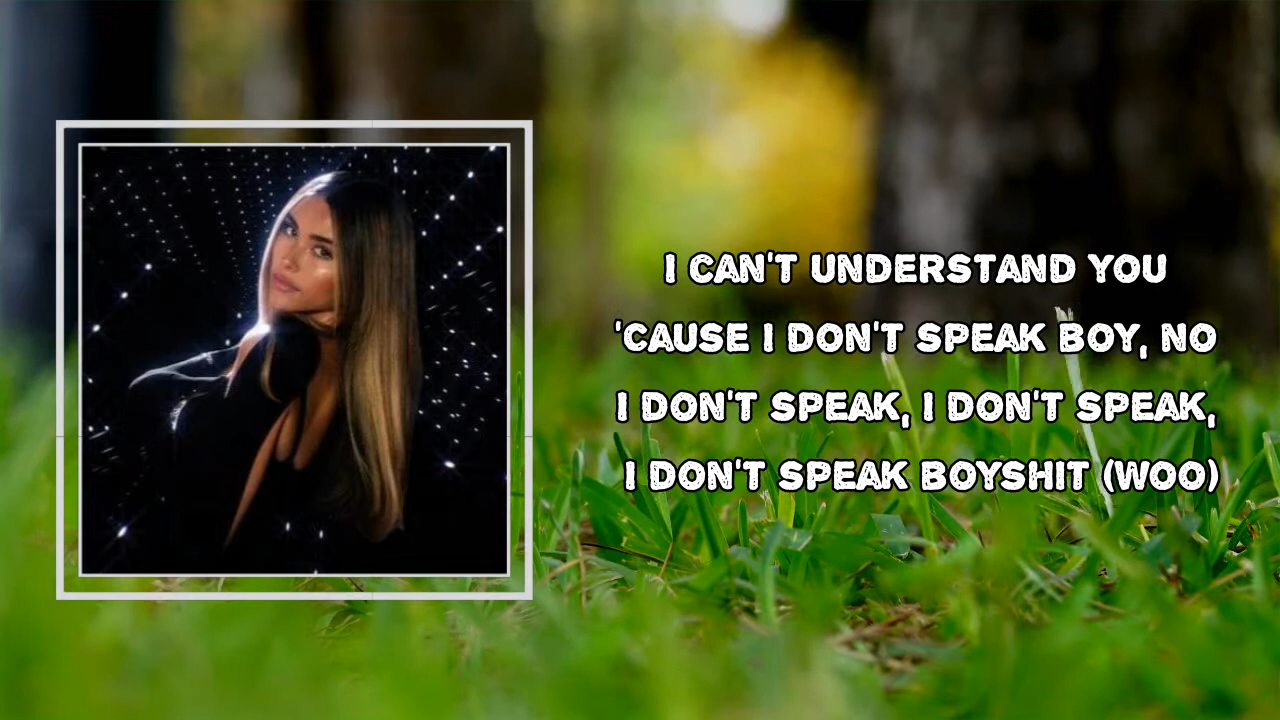 I CAN'T UNDERSTAND YOU
'CAUSE I DON'T SPEAK BOY, NO
I DON'T SPEAK, I DON'T SPEAK,
I DON'T SPEAK BOYSHIT (WOO)